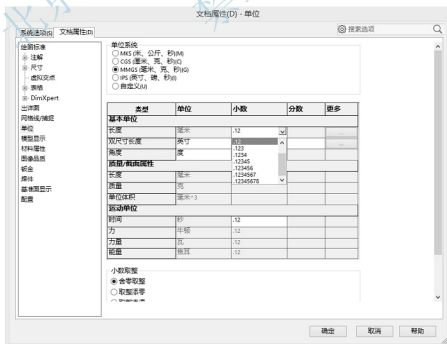 文档属性(D) - 单位
系统选项(S) 文档属性(D)
搜索选项
绘图标准
注解
尺寸
虚拟交点
表格
DimXpert
出详图
网格线/捕捉
单位
模型显示
材料属性
图像品质
钣金
焊件
基准面显示
配置
单位系统
MKS (米、公斤、秒)(M)
CGS (厘米、克、秒)(C)
MMGS (毫米、克、秒)(G)
IPS (英寸、磅、秒)(I)
自定义(U)
类型 单位 小数 分数 更多
基本单位
长度 毫米 .12 ...
双尺寸长度 英寸 .12 ...
角度 度 .123
.1234
.12345
.123456
.1234567
.12345678
质量/截面属性
长度 毫米
质量 克
单位体积 毫米^3
运动单位
时间 秒 .12
力 牛顿 .12
力量 瓦 .12
能量 焦耳 .12
小数取整
舍零取整
取整添零
确定 取消 帮助